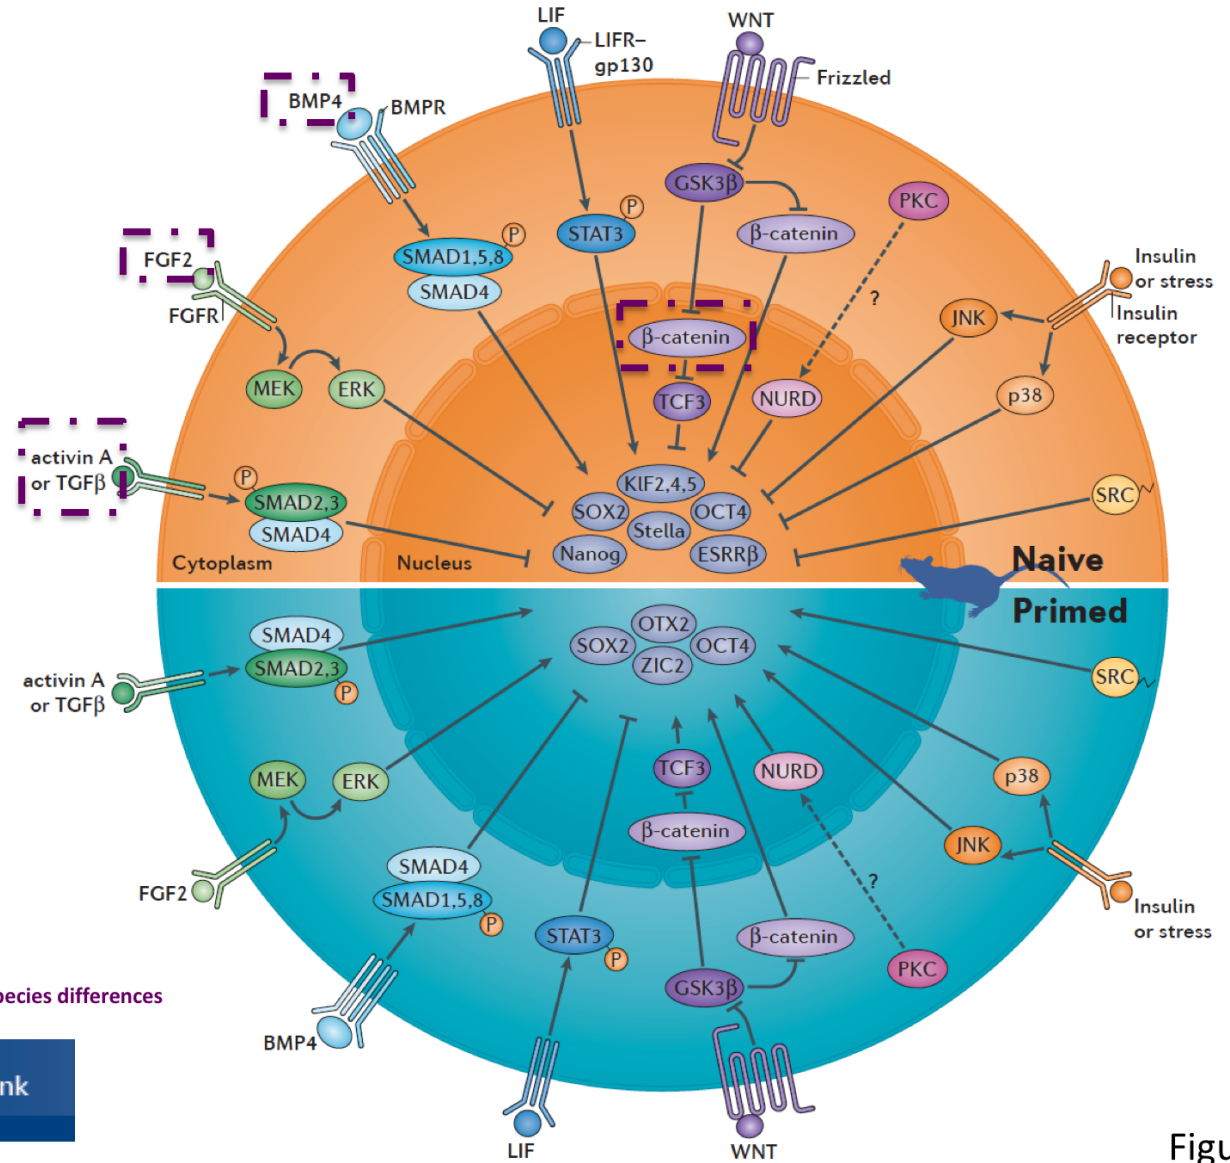 LIF
LIFR–
gp130
WNT
Frizzled
BMP4
BMPR
GSK3β
PKC
P
STAT3
β-catenin
P
SMAD1,5,8
SMAD4
FGF2
FGFR
?
Insulin
or stress
Insulin
receptor
JNK
β-catenin
MEK
ERK
TCF3
NURD
p38
activin A
or TGFβ
P
SMAD2,3
SMAD4
KlF2,4,5
SOX2
OCT4
Stella
Nanog
ESRRβ
SRC
Cytoplasm
Nucleus
Naive
Primed
SMAD4
SMAD2,3
P
activin A
or TGFβ
OTX2
SOX2
OCT4
ZIC2
SRC
MEK
ERK
TCF3
NURD
p38
β-catenin
JNK
FGF2
SMAD4
SMAD1,5,8
P
?
Insulin
or stress
STAT3
P
β-catenin
PKC
GSK3β
pecies differences
BMP4
nk
LIF
WNT
Figu